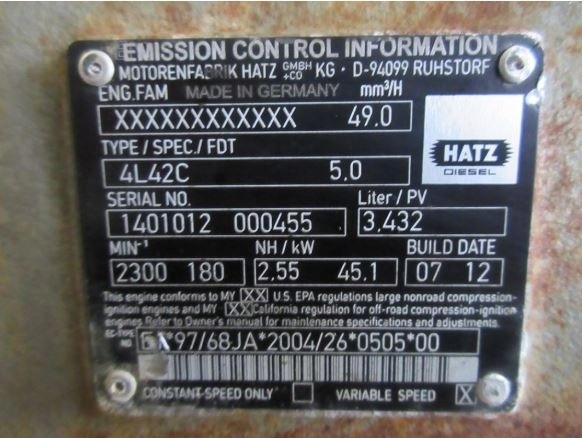 EMISSION CONTROL INFORMATION
MOTORENFABRIK HATZ GMBH +CO KG · D-94099 RUHSTORF
ENG.FAM MADE IN GERMANY mm³/H
XXXXXXXXXXXX 49.0
TYPE / SPEC./ FDT
4L42C 5.0
HATZ
DIESEL
SERIAL NO. Liter / PV
1401012 000455 3,432
MIN⁻¹ NH / kW BUILD DATE
2300 180 2,55 45,1 07 12
This engine conforms to MY XX U.S. EPA regulations large nonroad compression-
ignition engines and MY XX California regulation for off-road compression-ignition
engines Refer to Owner's manual for maintenance specifications and adjustments.
EC-TYPE NO *97/68JA*2004/26*0505*00
CONSTANT-SPEED ONLY VARIABLE SPEED X